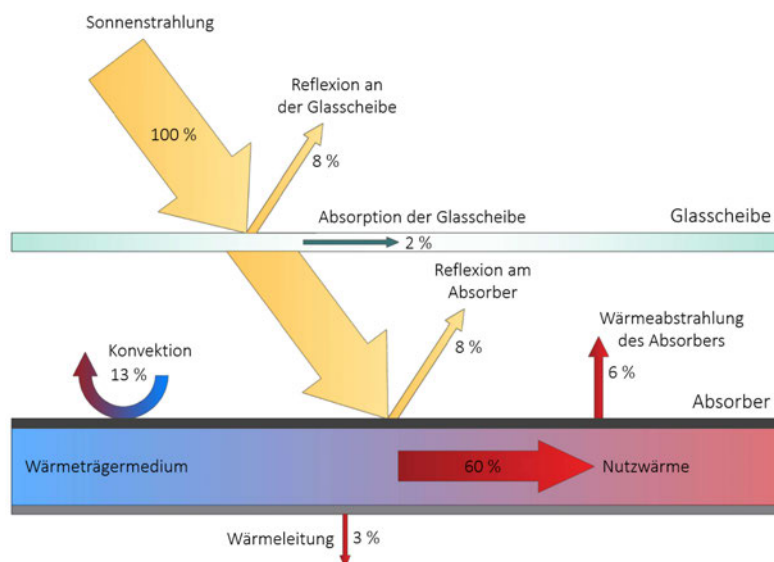 Sonnenstrahlung
100 %
Reflexion an
der Glasscheibe
8 %
Absorption der Glasscheibe
2 %
Glasscheibe
Reflexion am
Absorber
8 %
Wärmeabstrahlung
des Absorbers
6 %
Konvektion
13 %
Absorber
Wärmeträgermedium
60 %
Nutzwärme
Wärmeleitung
3 %